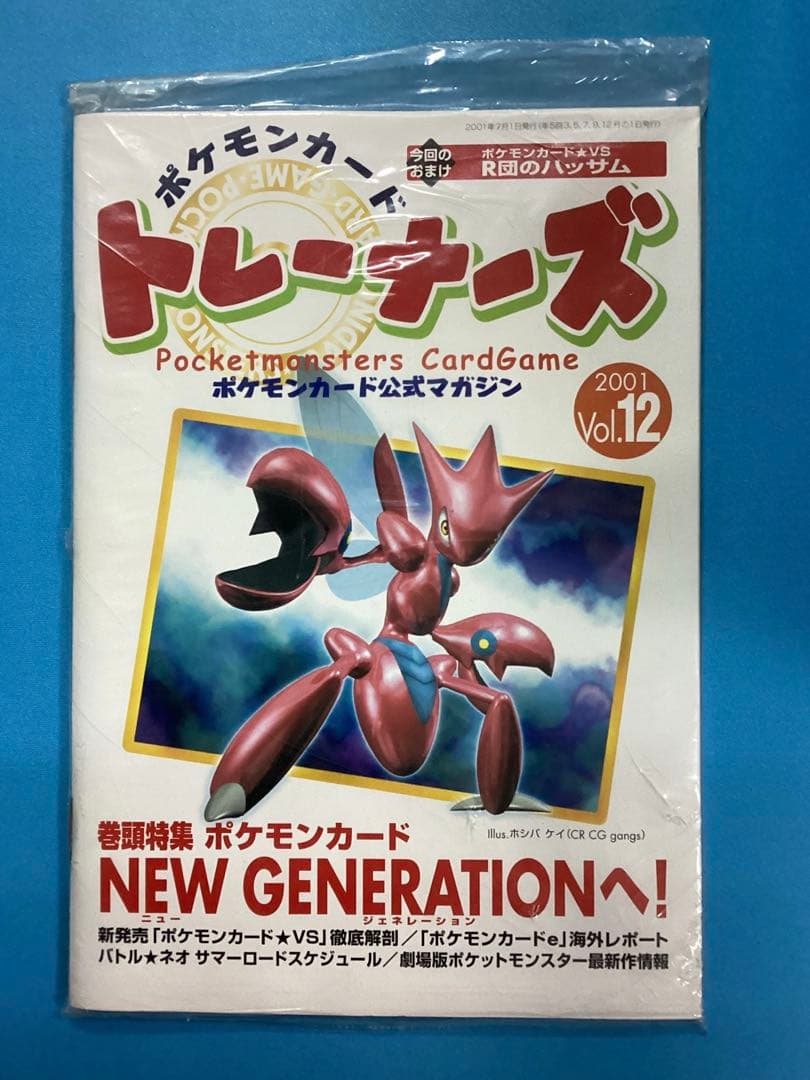 2001年7月1日発行(年5回3,5,7,9,12月の1日発行)
今回の
おまけ
ポケモンカード★VS
R団のハッサム
ポケモンカード
トレーナーズ
Pocketmonsters CardGame
ポケモンカード公式マガジン
2001
Vol.12
Illus.ホシバ ケイ(CR CG gangs)
巻頭特集 ポケモンカード
NEW GENERATIONへ!
ニュー ジェネレーション
新発売「ポケモンカード★VS」徹底解剖/「ポケモンカードe」海外レポート
バトル★ネオ サマーロードスケジュール/劇場版ポケットモンスター最新作情報